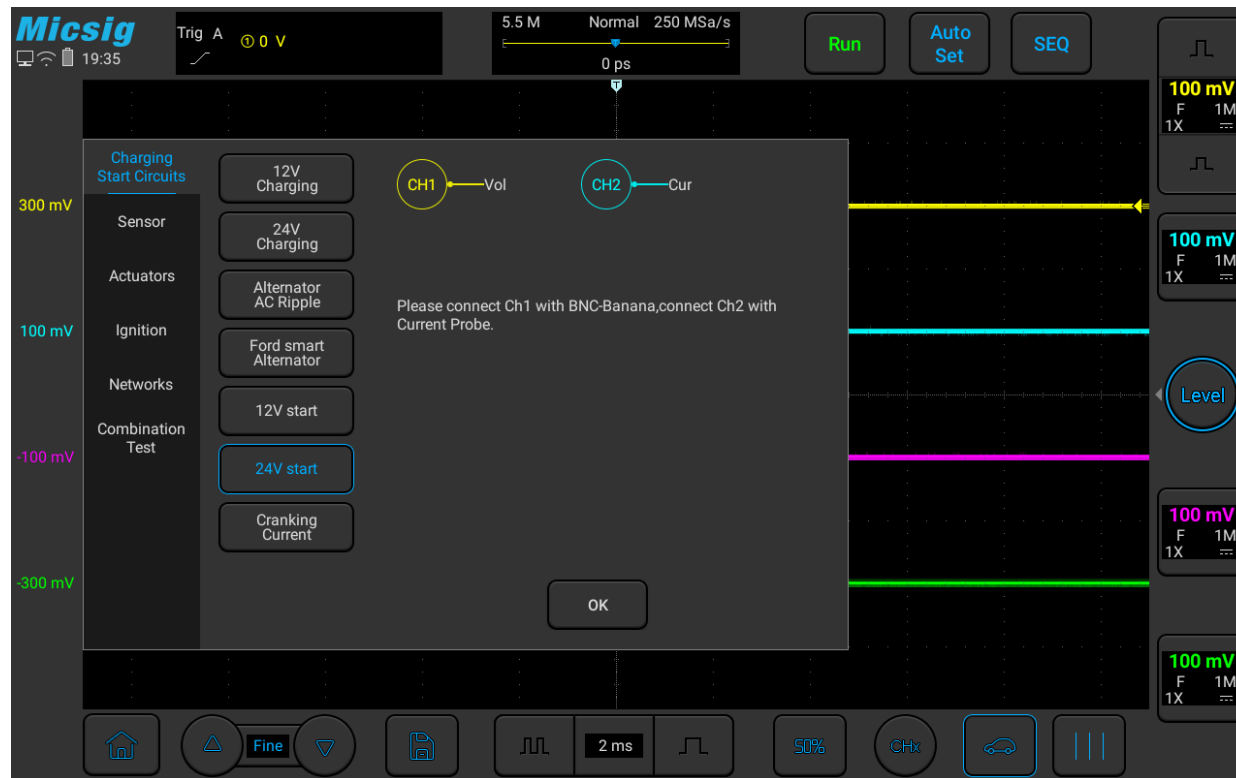 Micsig
19:35
Trig A ① 0 V
5.5 M Normal 250 MSa/s
0 ps
Run
Auto
Set
SEQ
T
100 mV
F 1M
1X
300 mV
100 mV
-100 mV
-300 mV
Charging
Start Circuits
Sensor
Actuators
Ignition
Networks
Combination
Test
12V
Charging
24V
Charging
Alternator
AC Ripple
Ford smart
Alternator
12V start
24V start
Cranking
Current
CH1 Vol CH2 Cur
Please connect Ch1 with BNC-Banana,connect Ch2 with
Current Probe.
OK
100 mV
F 1M
1X
Level
100 mV
F 1M
1X
100 mV
F 1M
1X
Fine
2 ms
50%
CHx